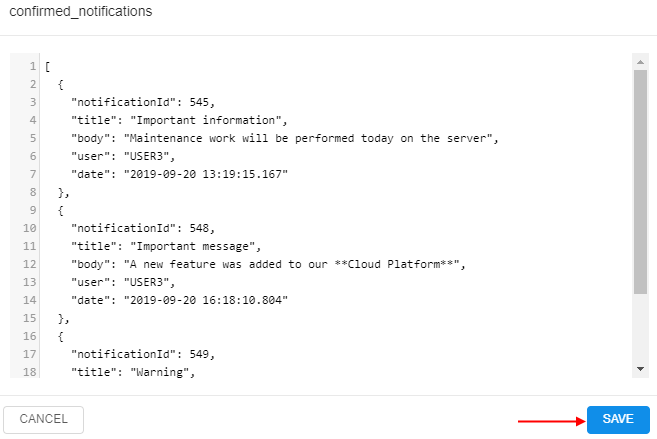 confirmed_notifications
1 [
2   {
3     "notificationId": 545,
4     "title": "Important information",
5     "body": "Maintenance work will be performed today on the server",
6     "user": "USER3",
7     "date": "2019-09-20 13:19:15.167"
8   },
9   {
10     "notificationId": 548,
11     "title": "Important message",
12     "body": "A new feature was added to our **Cloud Platform**",
13     "user": "USER3",
14     "date": "2019-09-20 16:18:10.804"
15   },
16   {
17     "notificationId": 549,
18     "title": "Warning",
CANCEL SAVE